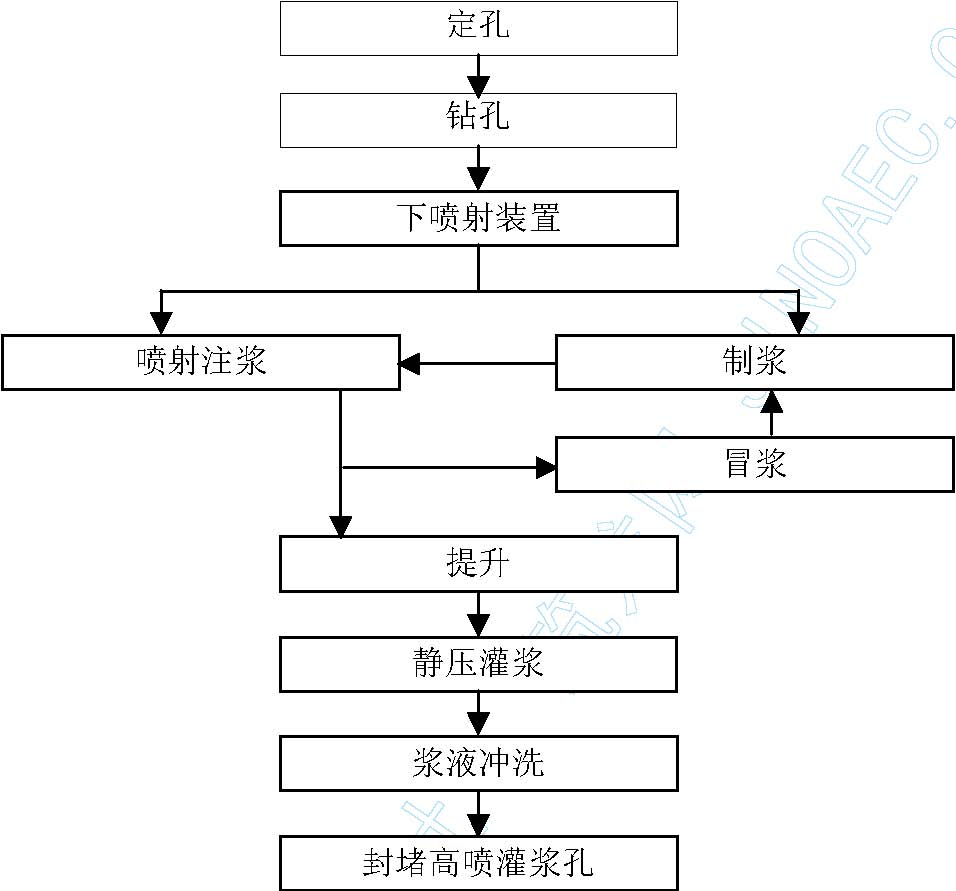 定孔
钻孔
下喷射装置
喷射注浆
制浆
冒浆
提升
静压灌浆
浆液冲洗
封堵高喷灌浆孔